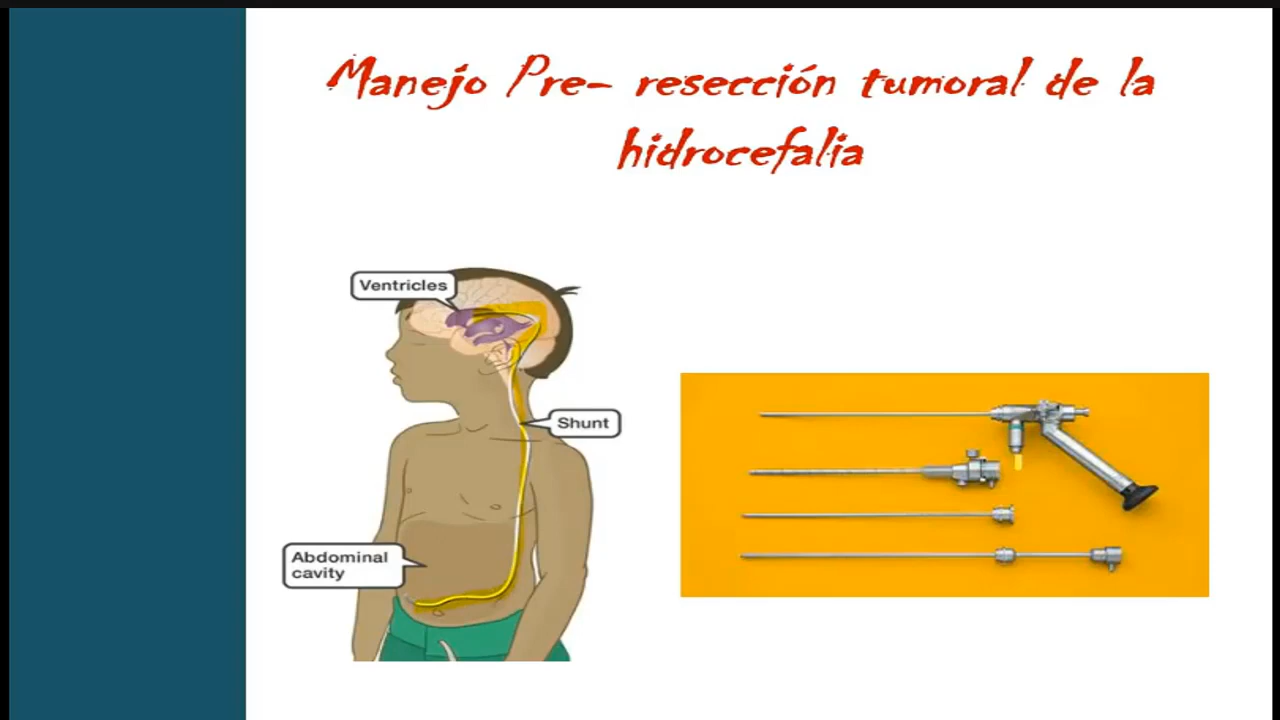 Manejo Pre- resección tumoral de la
hidrocefalia
Ventricles
Shunt
Abdominal
cavity